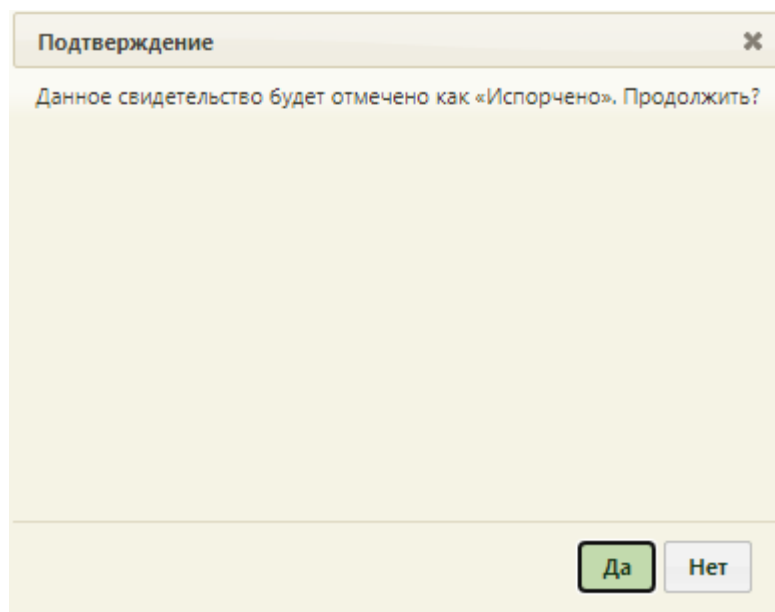 Подтверждение
Данное свидетельство будет отмечено как «Испорчено». Продолжить?
Да
Нет